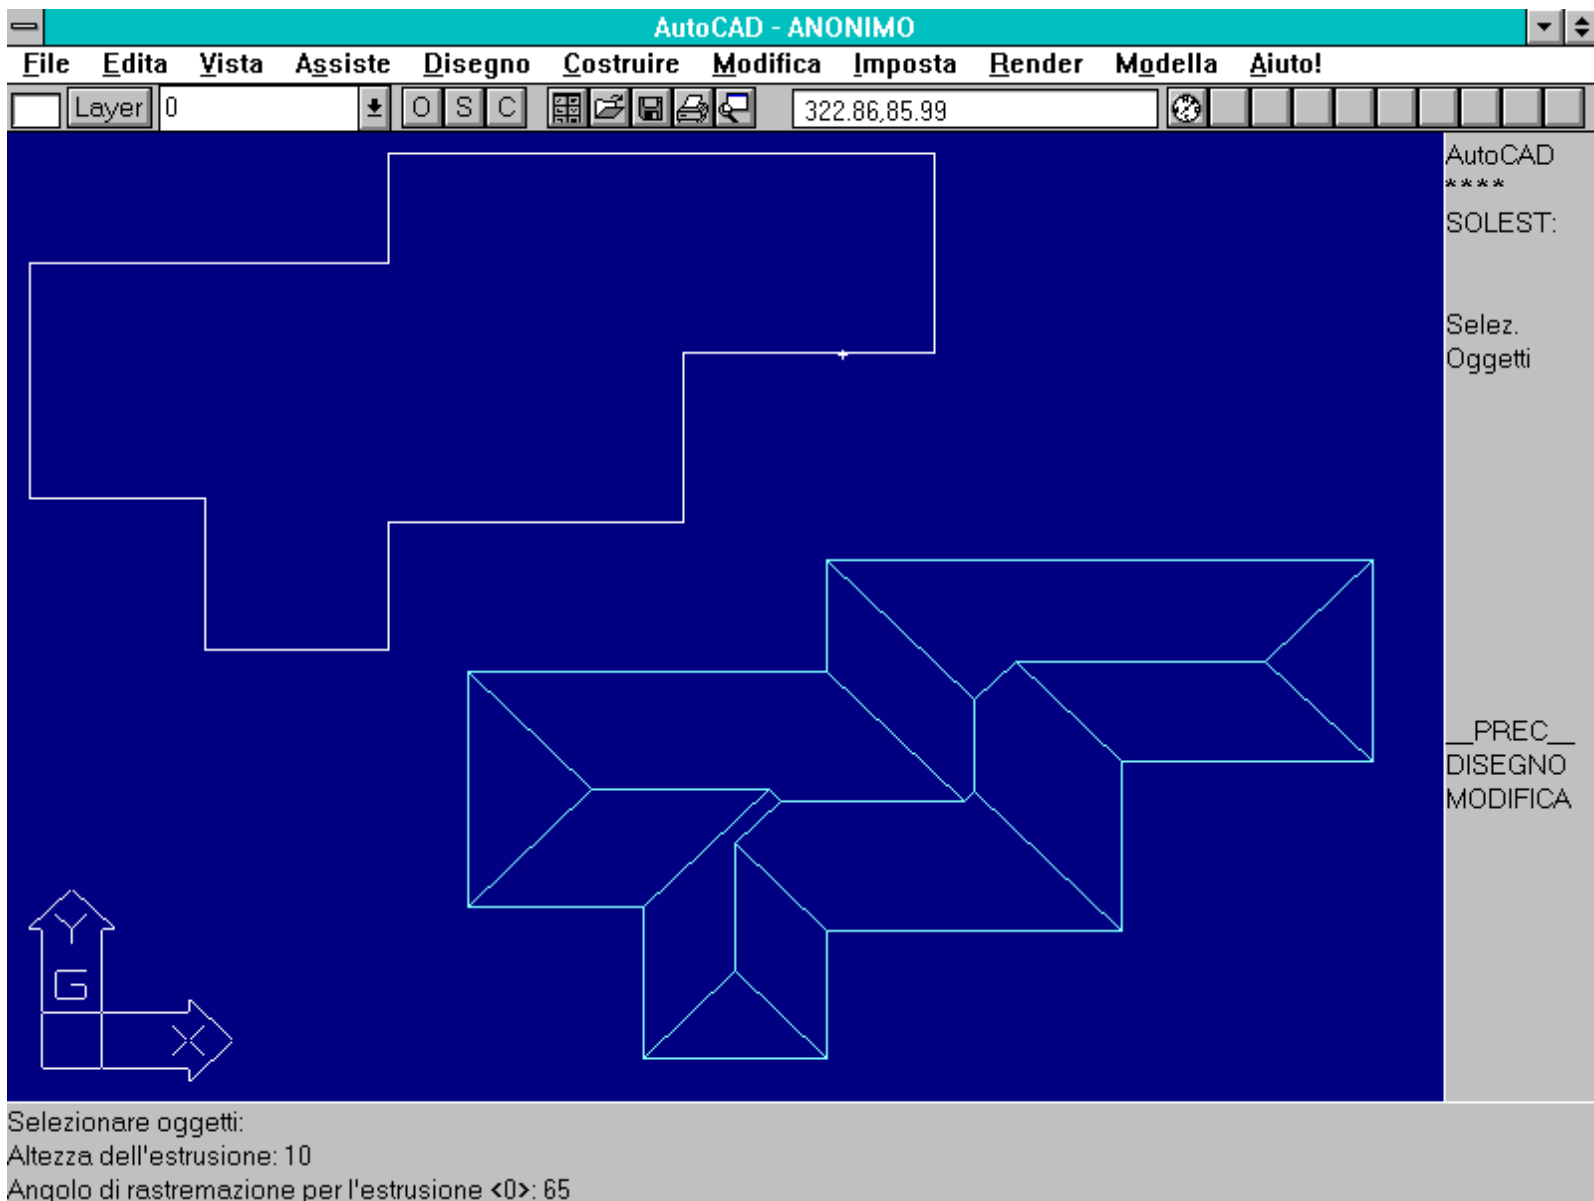 AutoCAD - ANONIMO
File Edita Vista Assiste Disegno Costruire Modifica Imposta Render Modella Aiuto!
Layer 0 O S C 322.86,85.99
AutoCAD
****
SOLEST:
Selez.
Oggetti
__PREC__
DISEGNO
MODIFICA
Y
G
X
Selezionare oggetti:
Altezza dell'estrusione: 10
Angolo di rastremazione per l'estrusione <0>: 65